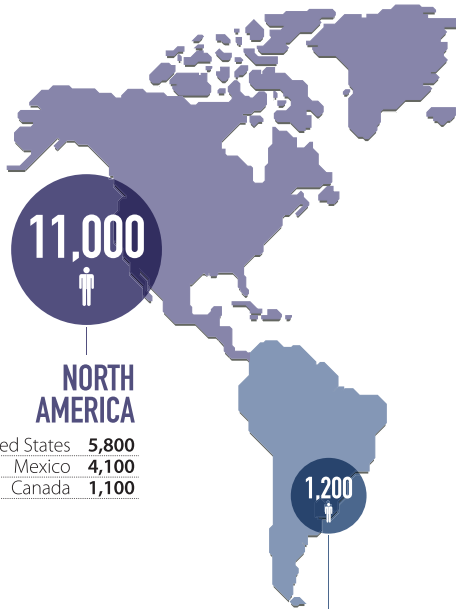 11,000
NORTH
AMERICA
ed States 5,800
Mexico 4,100
Canada 1,100
1,200